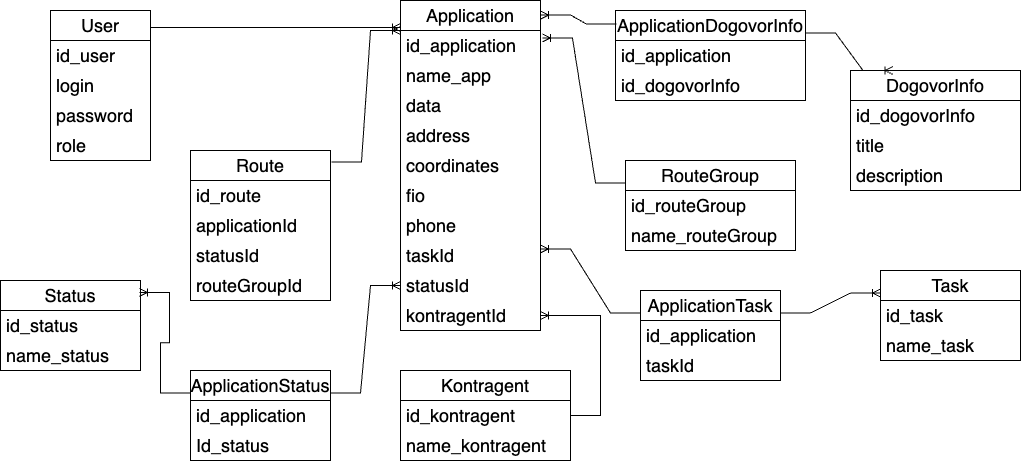 User
id_user
login
password
role
Application
id_application
name_app
data
address
coordinates
fio
phone
taskId
statusId
kontragentId
ApplicationDogovorInfo
id_application
id_dogovorInfo
DogovorInfo
id_dogovorInfo
title
description
Route
id_route
applicationId
statusId
routeGroupId
RouteGroup
id_routeGroup
name_routeGroup
Status
id_status
name_status
ApplicationTask
id_application
taskId
Task
id_task
name_task
ApplicationStatus
id_application
Id_status
Kontragent
id_kontragent
name_kontragent